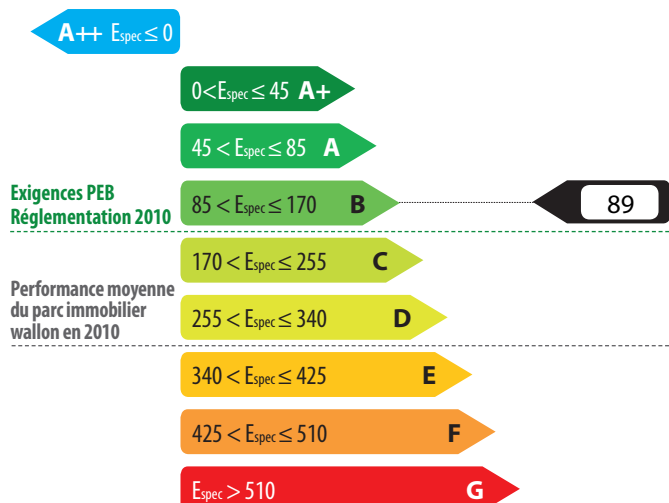 A++ Espec ≤ 0
0<Espec ≤ 45 A+
45 < Espec ≤ 85 A
Exigences PEB
Réglementation 2010
85 < Espec ≤ 170 B
89
170 < Espec ≤ 255 C
Performance moyenne
du parc immobilier
wallon en 2010
255 < Espec ≤ 340 D
340 < Espec ≤ 425 E
425 < Espec ≤ 510 F
Espec > 510 G